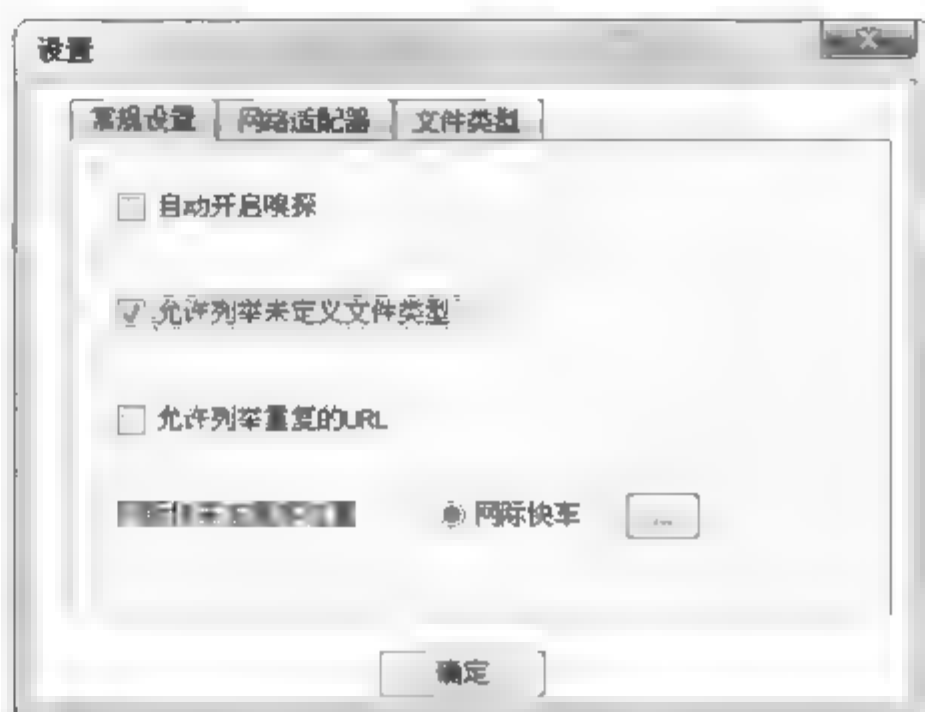 设置
常规设置 网络适配器 文件类型
自动开启嗅探
允许列举未定义文件类型
允许列举重复的URL
网际快车 ...
确定